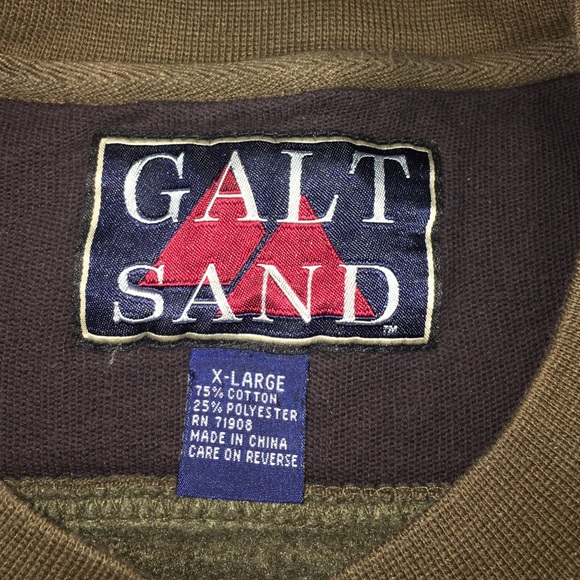 GALT
SAND
TM
X-LARGE
75% COTTON
25% POLYESTER
RN 71908
MADE IN CHINA
CARE ON REVERSE